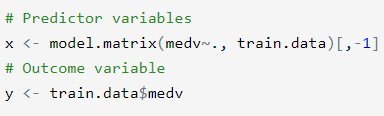 # Predictor variables
x <- model.matrix(medv~., train.data)[,-1]
# Outcome variable
y <- train.data$medv